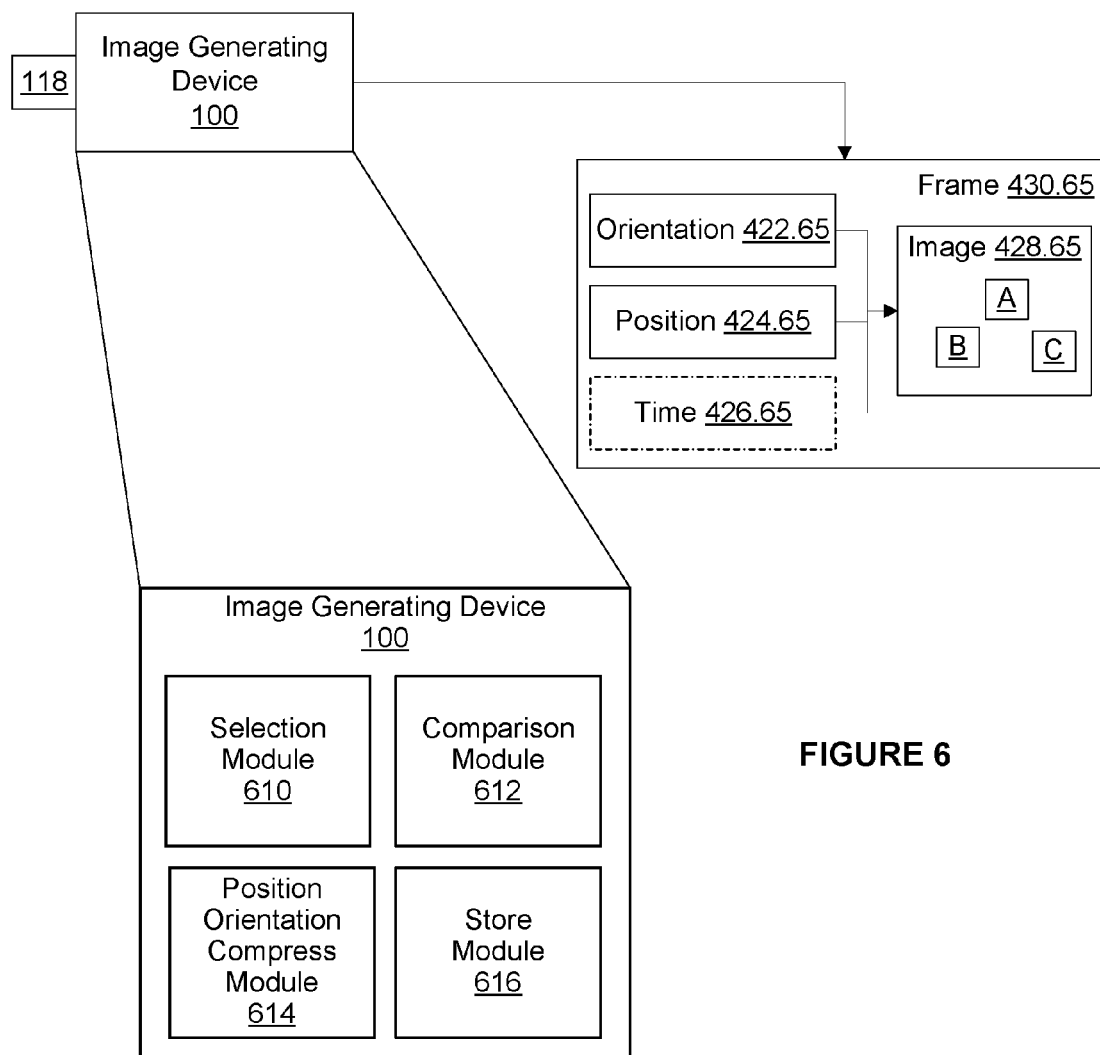 118
Image Generating
Device
100
Frame 430.65
Orientation 422.65
Position 424.65
Time 426.65
Image 428.65
A
B
C
Image Generating Device
100
Selection
Module
610
Comparison
Module
612
Position
Orientation
Compress
Module
614
Store
Module
616
FIGURE 6